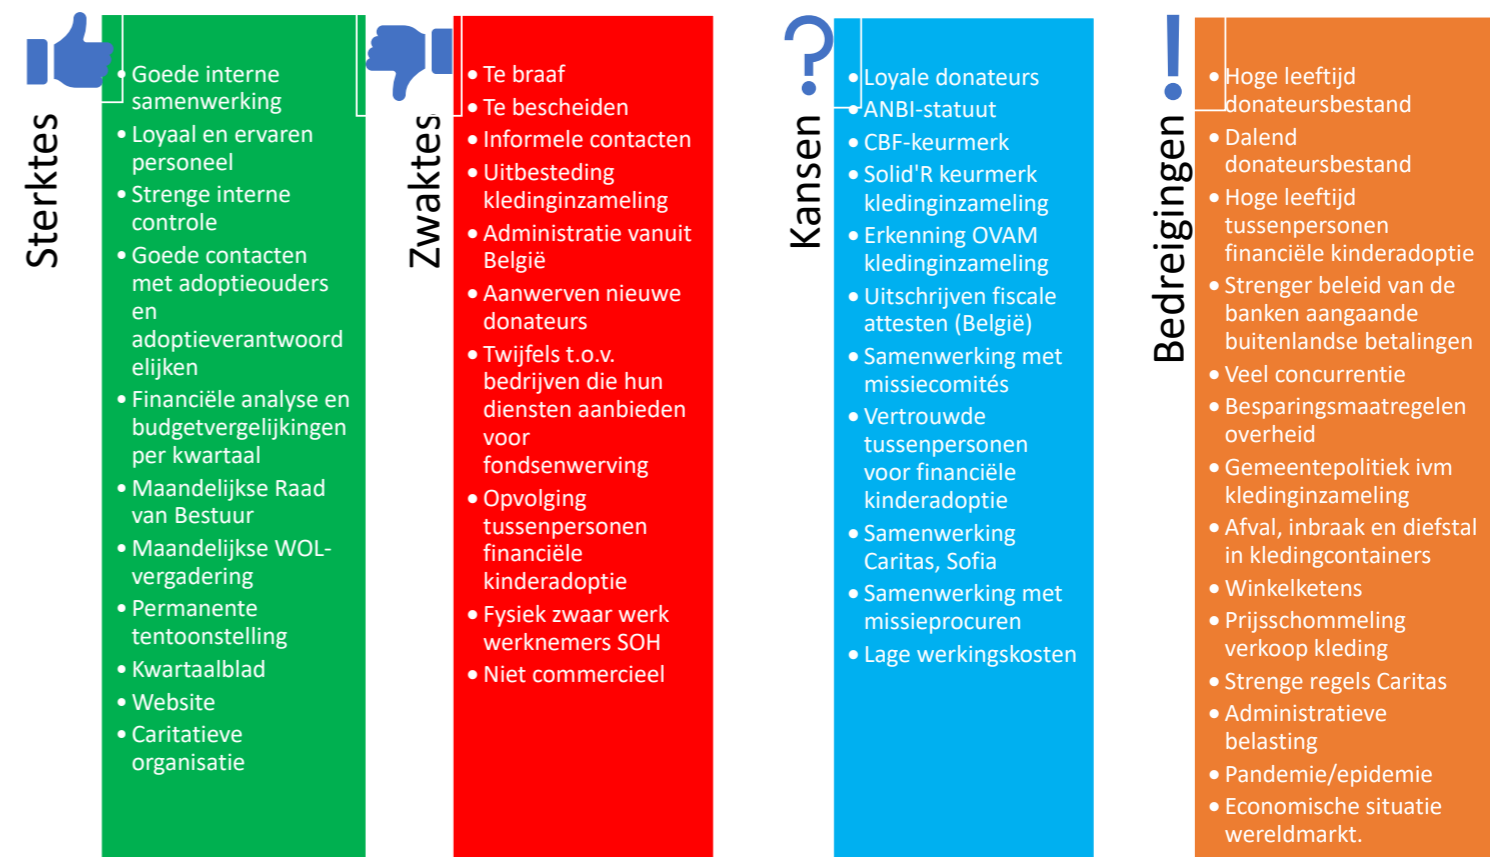 Sterktes
• Goede interne
samenwerking
• Loyaal en ervaren
personeel
• Strenge interne
controle
• Goede contacten
met adoptieouders
en
adoptieverantwoord
elijken
• Financiële analyse en
budgetvergelijkingen
per kwartaal
• Maandelijkse Raad
van Bestuur
• Maandelijkse WOL-
vergadering
• Permanente
tentoonstelling
• Kwartaalblad
• Website
• Caritatieve
organisatie
Zwaktes
• Te braaf
• Te bescheiden
• Informele contacten
• Uitbesteding
kledinginzameling
• Administratie vanuit
België
• Aanwerven nieuwe
donateurs
• Twijfels t.o.v.
bedrijven die hun
diensten aanbieden
voor
fondsenwerving
• Opvolging
tussenpersonen
financiële
kinderadoptie
• Fysiek zwaar werk
werknemers SOH
• Niet commercieel
?
Kansen
• Loyale donateurs
• ANBI-statuut
• CBF-keurmerk
• Solid'R keurmerk
kledinginzameling
• Erkenning OVAM
kledinginzameling
• Uitschrijven fiscale
attesten (België)
• Samenwerking met
missiecomités
• Vertrouwde
tussenpersonen
voor financiële
kinderadoptie
• Samenwerking
Caritas, Sofia
• Samenwerking met
missieprocuren
• Lage werkingskosten
!
Bedreigingen
• Hoge leeftijd
donateursbestand
• Dalend
donateursbestand
• Hoge leeftijd
tussenpersonen
financiële kinderadoptie
• Strenger beleid van de
banken aangaande
buitenlandse betalingen
• Veel concurrentie
• Besparingsmaatregelen
overheid
• Gemeentepolitiek ivm
kledinginzameling
• Afval, inbraak en diefstal
in kledingcontainers
• Winkelketens
• Prijsschommeling
verkoop kleding
• Strenge regels Caritas
• Administratieve
belasting
• Pandemie/epidemie
• Economische situatie
wereldmarkt.